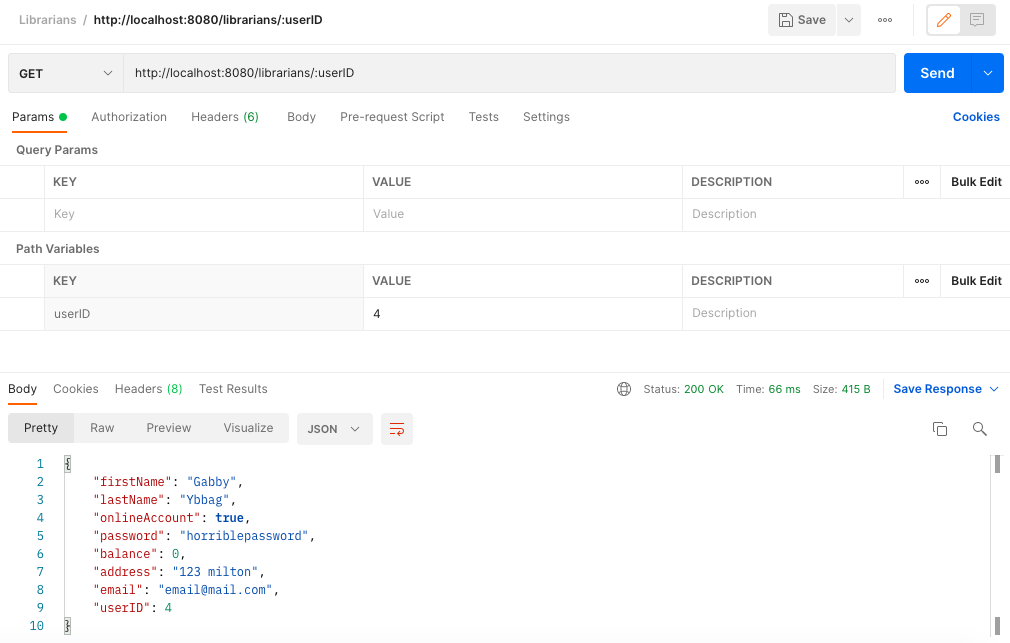 Librarians / http://localhost:8080/librarians/:userID Save
GET http://localhost:8080/librarians/:userID Send
Params Authorization Headers (6) Body Pre-request Script Tests Settings Cookies
Query Params
KEY VALUE DESCRIPTION Bulk Edit
Key Value Description
Path Variables
KEY VALUE DESCRIPTION Bulk Edit
userID 4 Description
Body Cookies Headers (8) Test Results Status: 200 OK Time: 66 ms Size: 415 B Save Response
Pretty Raw Preview Visualize JSON
1 {
2 "firstName": "Gabby",
3 "lastName": "Ybbag",
4 "onlineAccount": true,
5 "password": "horriblepassword",
6 "balance": 0,
7 "address": "123 milton",
8 "email": "email@mail.com",
9 "userID": 4
10 }